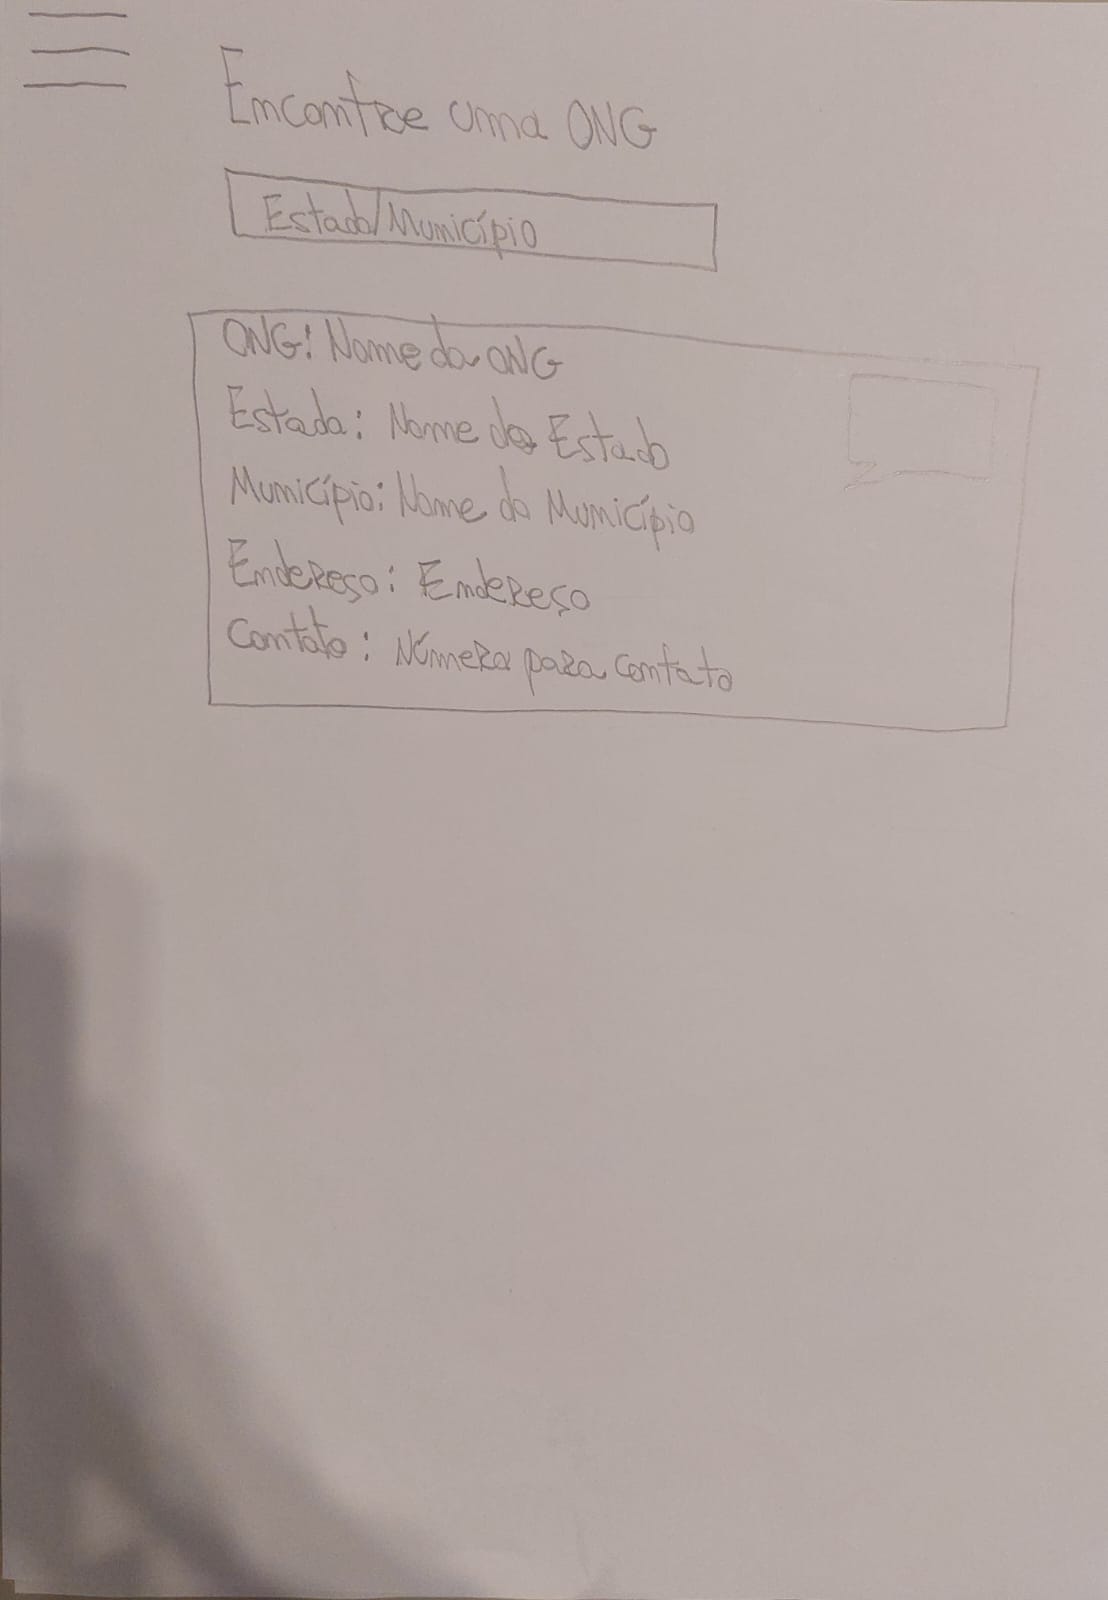 Encontre uma ONG
Estado/Município
ONG: Nome da ONG
Estado: Nome do Estado
Município: Nome do Município
Endereço: Endereço
Contato: Número para contato